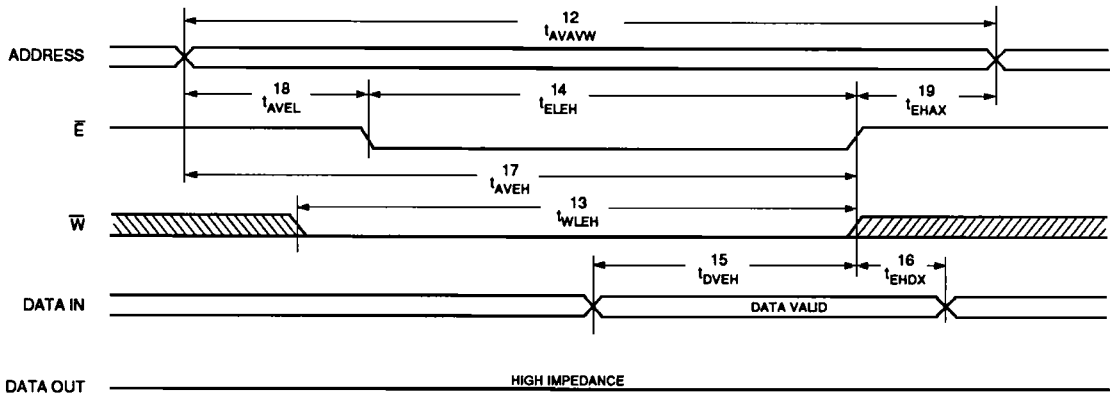 12
tAVAVW
ADDRESS
18
tAVEL
14
tELEH
19
tEHAX
E̅
17
tAVEH
13
tWLEH
W̅
15
tDVEH
16
tEHDX
DATA IN
DATA VALID
DATA OUT
HIGH IMPEDANCE